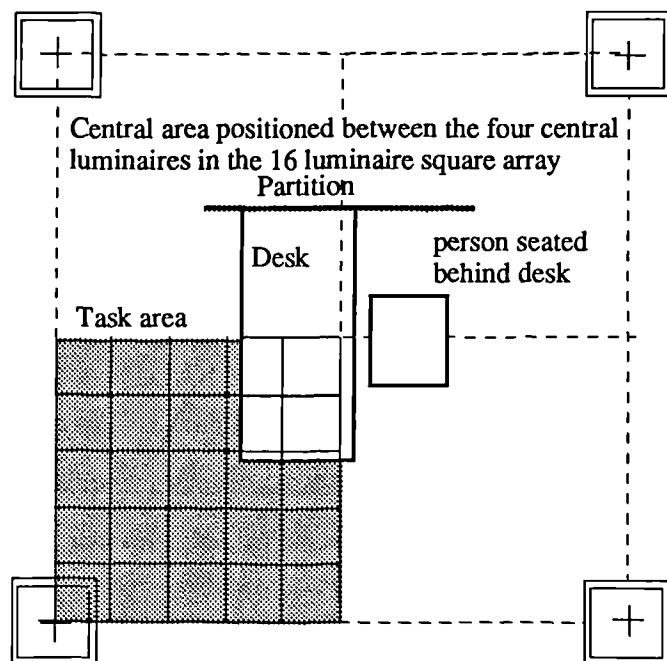 Central area positioned between the four central
luminaires in the 16 luminaire square array
Partition
Desk
person seated
behind desk
Task area